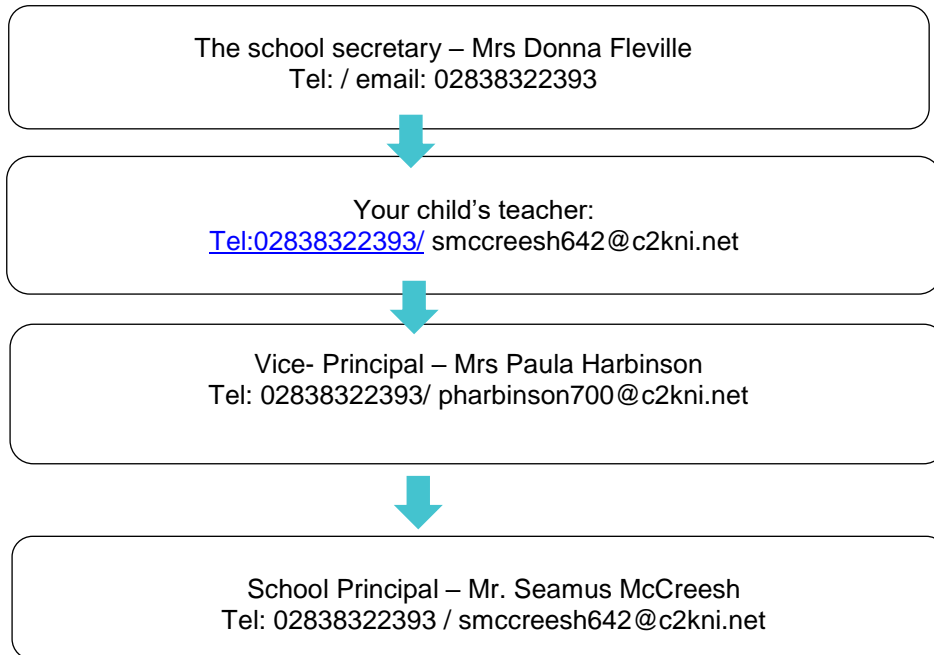 The school secretary – Mrs Donna Fleville
Tel: / email: 02838322393
Your child’s teacher:
Tel:02838322393/ smccreesh642@c2kni.net
Vice- Principal – Mrs Paula Harbinson
Tel: 02838322393/ pharbinson700@c2kni.net
School Principal – Mr. Seamus McCreesh
Tel: 02838322393 / smccreesh642@c2kni.net